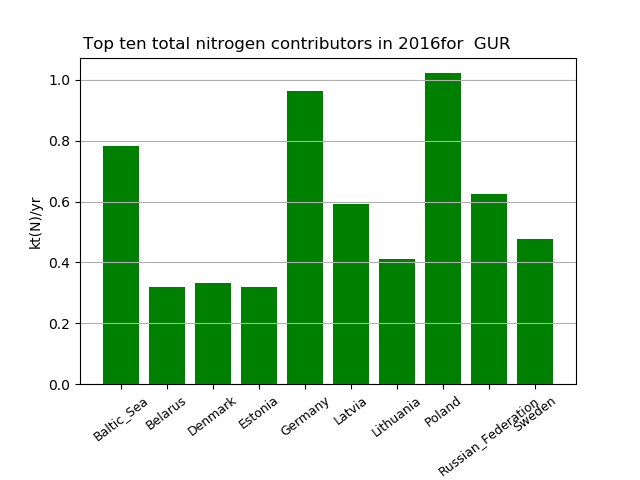 Top ten total nitrogen contributors in 2016for  GUR
1.0
0.8
0.6
0.4
0.2
0.0
kt(N)/yr
Baltic_Sea
Belarus
Denmark
Estonia
Germany
Latvia
Lithuania
Poland
Russian_Federation
Sweden